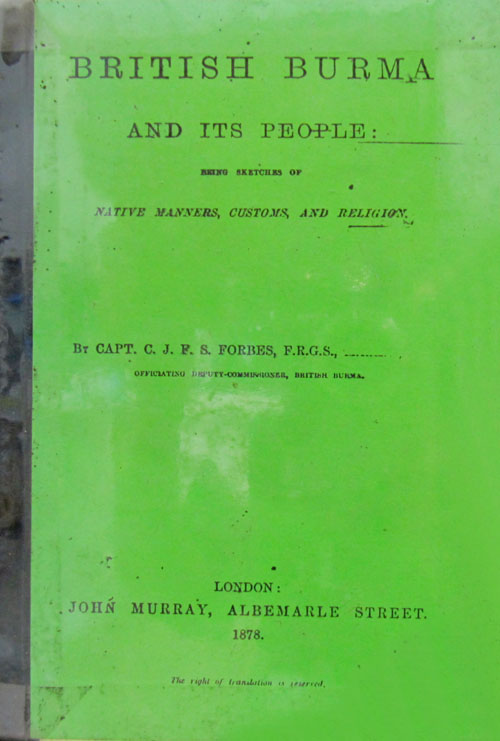 BRITISH BURMA
AND ITS PEOPLE:
BEING SKETCHES OF
NATIVE MANNERS, CUSTOMS, AND RELIGION.
BY CAPT. C. J. F. S. FORBES, F.R.G.S.,
OFFICIATING DEPUTY-COMMISSIONER, BRITISH BURMA.
LONDON:
JOHN MURRAY, ALBEMARLE STREET.
1878.
The right of translation is reserved.